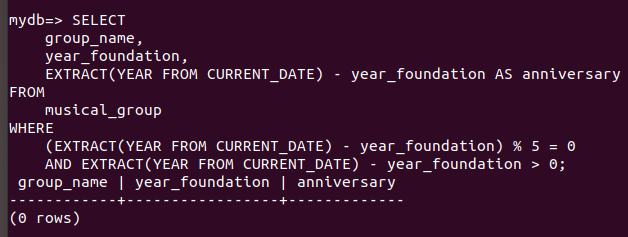 mydb=> SELECT
    group_name,
    year_foundation,
    EXTRACT(YEAR FROM CURRENT_DATE) - year_foundation AS anniversary
FROM
    musical_group
WHERE
    (EXTRACT(YEAR FROM CURRENT_DATE) - year_foundation) % 5 = 0
    AND EXTRACT(YEAR FROM CURRENT_DATE) - year_foundation > 0;
 group_name | year_foundation | anniversary
------------+-----------------+-------------
(0 rows)